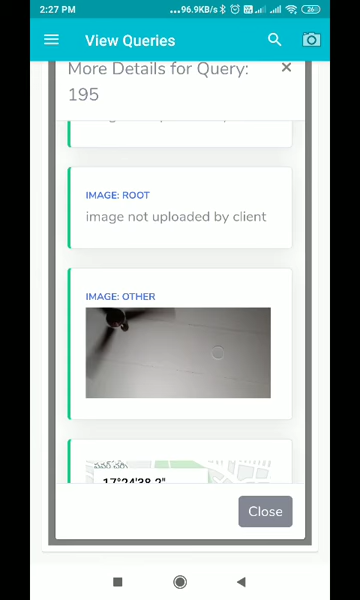 2:27 PM
...96.9KB/s
26
View Queries
More Details for Query:
195
×
IMAGE: ROOT
image not uploaded by client
IMAGE: OTHER
17°24'38.2"
Close